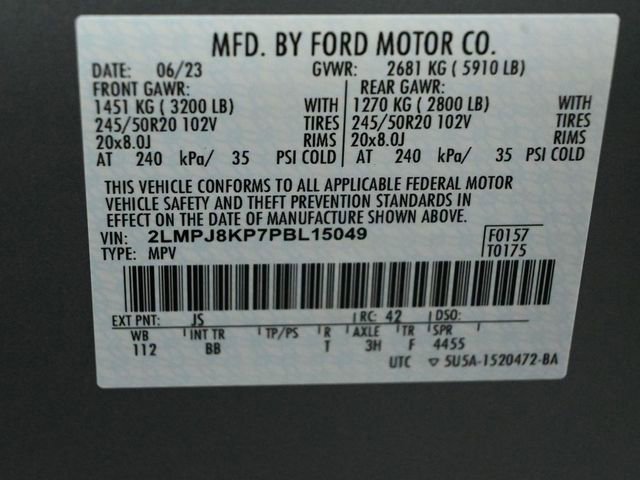 MFD. BY FORD MOTOR CO.
DATE: 06/23 GVWR: 2681 KG ( 5910 LB)
FRONT GAWR: REAR GAWR:
1451 KG ( 3200 LB) WITH 1270 KG ( 2800 LB) WITH
245/50R20 102V TIRES 245/50R20 102V TIRES
20x8.0J RIMS 20x8.0J RIMS
AT 240 kPa/ 35 PSI COLD AT 240 kPa/ 35 PSI COLD
THIS VEHICLE CONFORMS TO ALL APPLICABLE FEDERAL MOTOR
VEHICLE SAFETY AND THEFT PREVENTION STANDARDS IN
EFFECT ON THE DATE OF MANUFACTURE SHOWN ABOVE.
VIN: 2LMPJ8KP7PBL15049 F0157
TYPE: MPV T0175
EXT PNT: JS RC: 42 DSO:
WB INT TR TP/PS R AXLE TR SPR
112 BB T 3H F 4455
UTC ▽ 5U5A-1520472-BA